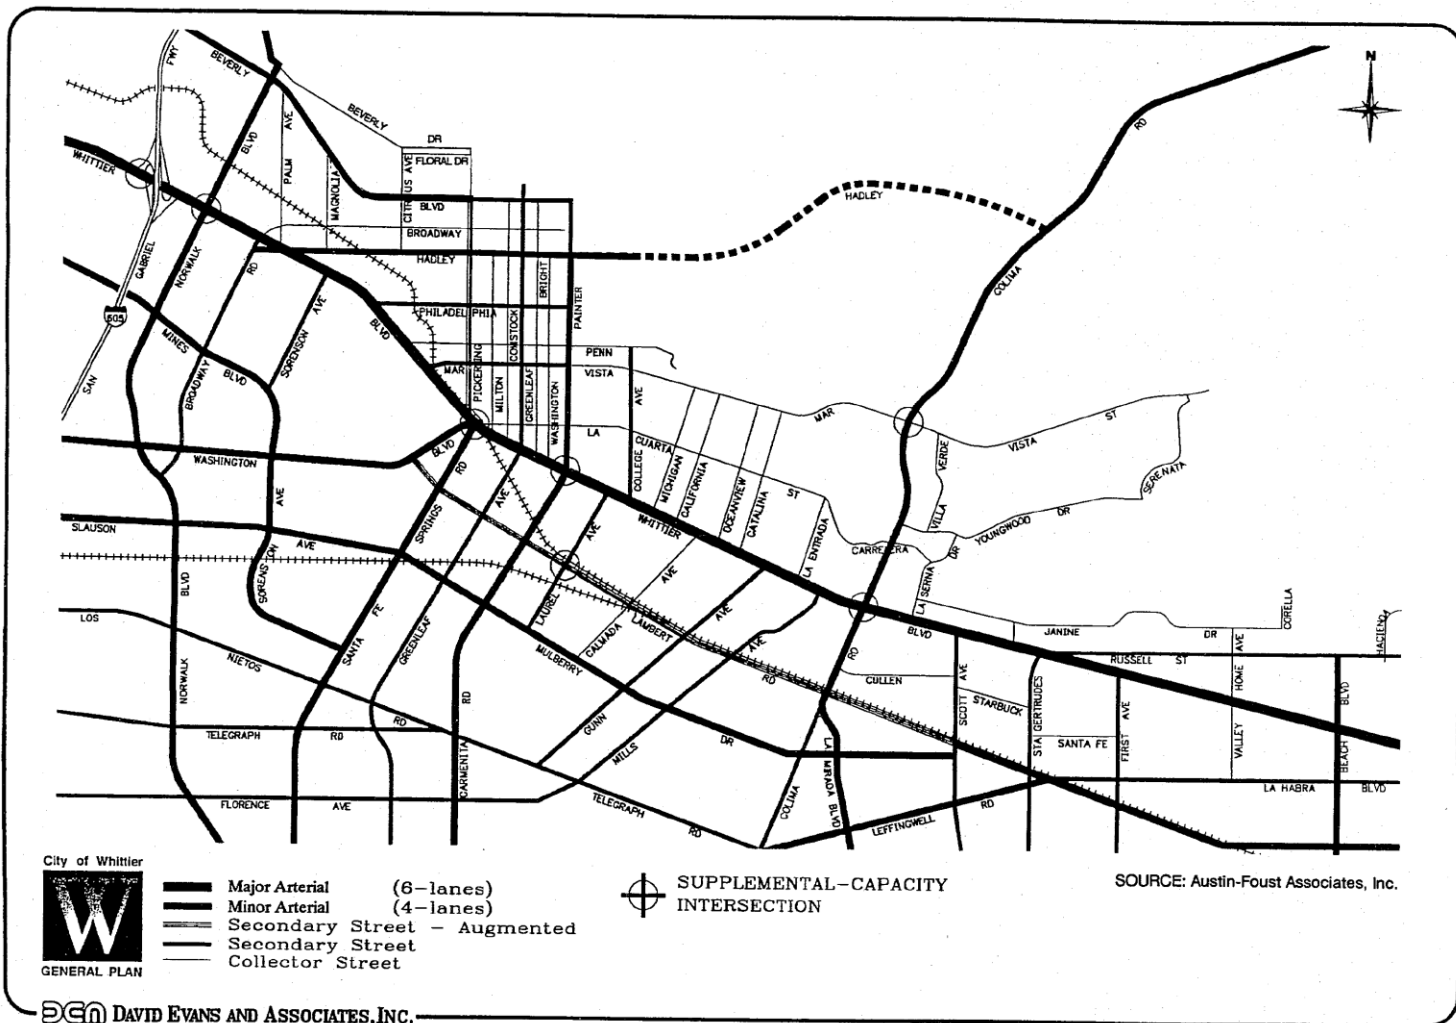 N
FWY
BEVERLY
BEVERLY
DR
FLORAL DR
BLVD
PALM
AVE
MAGNOLIA
CITRUS AVE
BLVD
BROADWAY
HADLEY
HADLEY
RD
COLIMA
WHITTIER
GABRIEL
NORWALK
RD
605
SAN
MINES
BLVD
BROADWAY
SORENSON
AVE
BLVD
PHILADELPHIA
BRIGHT
PAINTER
COMSTOCK
PENN
MAR
VISTA
PICKERING
MILTON
GREENLEAF
WASHINGTON
LA
CUARTA
ST
COLLEGE
AVE
MICHIGAN
CALIFORNIA
OCEANVIEW
CATALINA
MAR
VISTA
ST
VERDE
VILLA
SERENATA
YOUNGWOOD
DR
WASHINGTON
BLVD
RD
SPRINGS
AVE
AVE
WHITTIER
LA ENTRADA
CARRETERA
DR
LA SERNA
SLAUSON
AVE
SORENSTON
AVE
BLVD
LOS
NIETOS
RD
SANTA
FE
GREENLEAF
LAUREL
CALMADA
AVE
LAMBERT
RD
MULBERRY
DR
AVE
AVE
GUNN
MILLS
BLVD
JANINE
DR
CORELLA
HACIENDA
RUSSELL ST
HOME AVE
VALLEY
RD
CULLEN
SCOTT
AVE
STARBUCK
STA GERTRUDES
SANTA FE
FIRST AVE
BEACH
BLVD
LA HABRA
BLVD
NORWALK
TELEGRAPH
RD
CARMENITA
RD
FLORENCE
AVE
TELEGRAPH
RD
COLIMA
LA MIRADA BLVD
LEFFINGWELL
RD
City of Whittier
W
GENERAL PLAN
Major Arterial (6-lanes)
Minor Arterial (4-lanes)
Secondary Street - Augmented
Secondary Street
Collector Street
SUPPLEMENTAL-CAPACITY
INTERSECTION
SOURCE: Austin-Foust Associates, Inc.
DEA DAVID EVANS AND ASSOCIATES, INC.